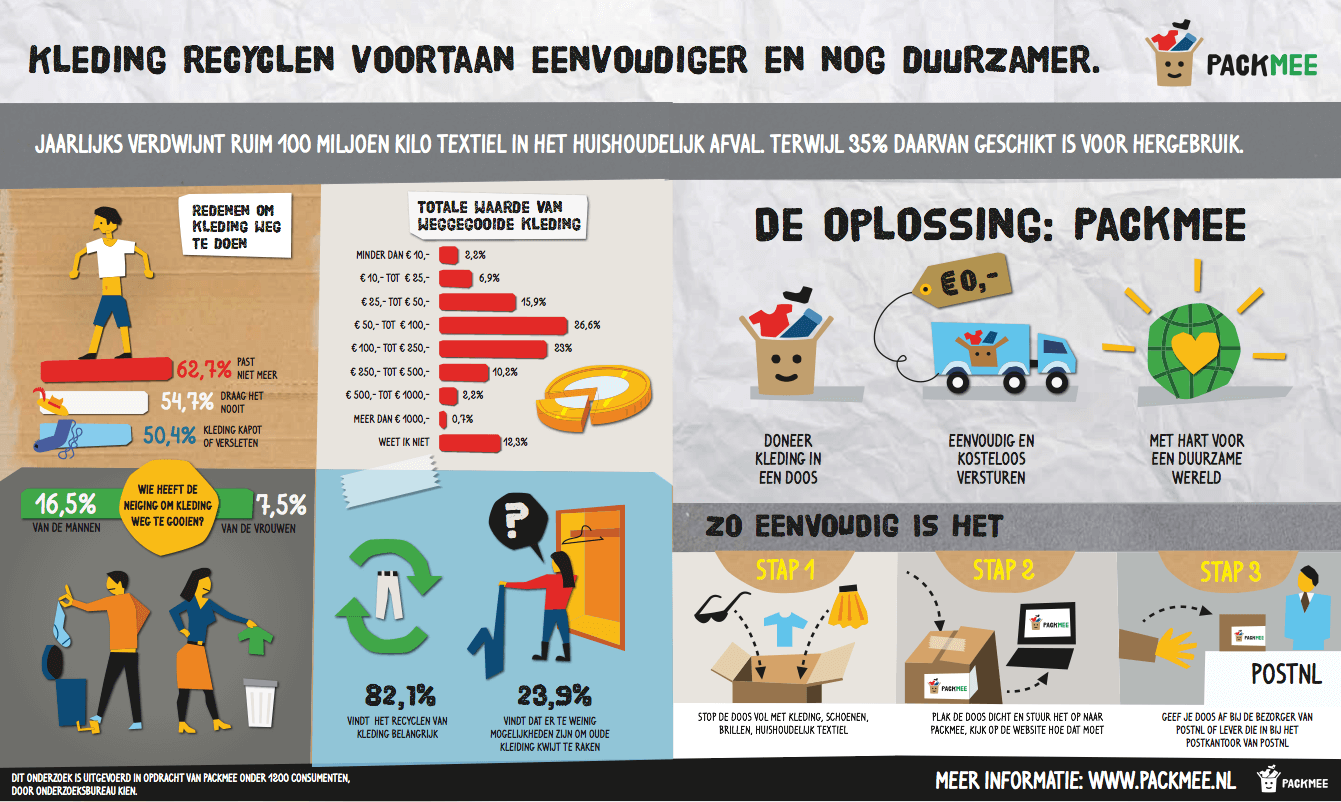 KLEDING RECYCLEN VOORTAAN EENVOUDIGER EN NOG DUURZAMER.
PACKMEE
JAARLIJKS VERDWIJNT RUIM 100 MILJOEN KILO TEXTIEL IN HET HUISHOUDELIJK AFVAL. TERWIJL 35% DAARVAN GESCHIKT IS VOOR HERGEBRUIK.
REDENEN OM
KLEDING WEG
TE DOEN
62,7% PAST
NIET MEER
54,7% DRAAG HET
NOOIT
50,4% KLEDING KAPOT
OF VERSLETEN
TOTALE WAARDE VAN
WEGGEGOOIDE KLEDING
MINDER DAN € 10,- 2,2%
€ 10,- TOT € 25,- 6,9%
€ 25,- TOT € 50,- 15,9%
€ 50,- TOT € 100,- 26,6%
€ 100,- TOT € 250,- 23%
€ 250,- TOT € 500,- 10,2%
€ 500,- TOT € 1000,- 2,2%
MEER DAN € 1000,- 0,7%
WEET IK NIET 12,3%
WIE HEEFT DE
NEIGING OM KLEDING
WEG TE GOOIEN?
16,5%
VAN DE MANNEN
7,5%
VAN DE VROUWEN
?
82,1%
VINDT HET RECYCLEN VAN
KLEDING BELANGRIJK
23,9%
VINDT DAT ER TE WEINIG
MOGELIJKHEDEN ZIJN OM OUDE
KLEIDING KWIJT TE RAKEN
DE OPLOSSING: PACKMEE
€0,-
DONEER
KLEDING IN
EEN DOOS
EENVOUDIG EN
KOSTELOOS
VERSTUREN
MET HART VOOR
EEN DUURZAME
WERELD
ZO EENVOUDIG IS HET
STAP 1
STOP DE DOOS VOL MET KLEDING, SCHOENEN,
BRILLEN, HUISHOUDELIJK TEXTIEL
STAP 2
PACKMEE
PACKMEE
PLAK DE DOOS DICHT EN STUUR HET OP NAAR
PACKMEE, KIJK OP DE WEBSITE HOE DAT MOET
STAP 3
PACKMEE
POSTNL
GEEF JE DOOS AF BIJ DE BEZORGER VAN
POSTNL OF LEVER DIE IN BIJ HET
POSTKANTOOR VAN POSTNL
DIT ONDERZOEK IS UITGEVOERD IN OPDRACHT VAN PACKMEE ONDER 1200 CONSUMENTEN,
DOOR ONDERZOEKSBUREAU KIEN.
MEER INFORMATIE: WWW.PACKMEE.NL
PACKMEE